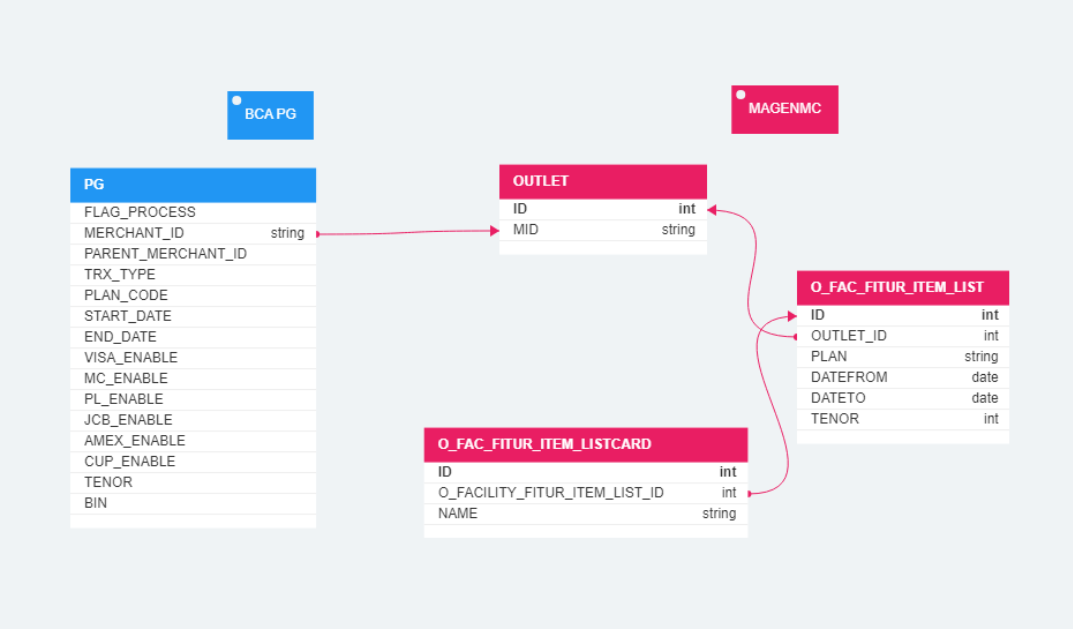 BCA PG
MAGENMC
PG
FLAG_PROCESS
MERCHANT_ID string
PARENT_MERCHANT_ID
TRX_TYPE
PLAN_CODE
START_DATE
END_DATE
VISA_ENABLE
MC_ENABLE
PL_ENABLE
JCB_ENABLE
AMEX_ENABLE
CUP_ENABLE
TENOR
BIN
OUTLET
ID int
MID string
O_FAC_FITUR_ITEM_LIST
ID int
OUTLET_ID int
PLAN string
DATEFROM date
DATETO date
TENOR int
O_FAC_FITUR_ITEM_LISTCARD
ID int
O_FACILITY_FITUR_ITEM_LIST_ID int
NAME string